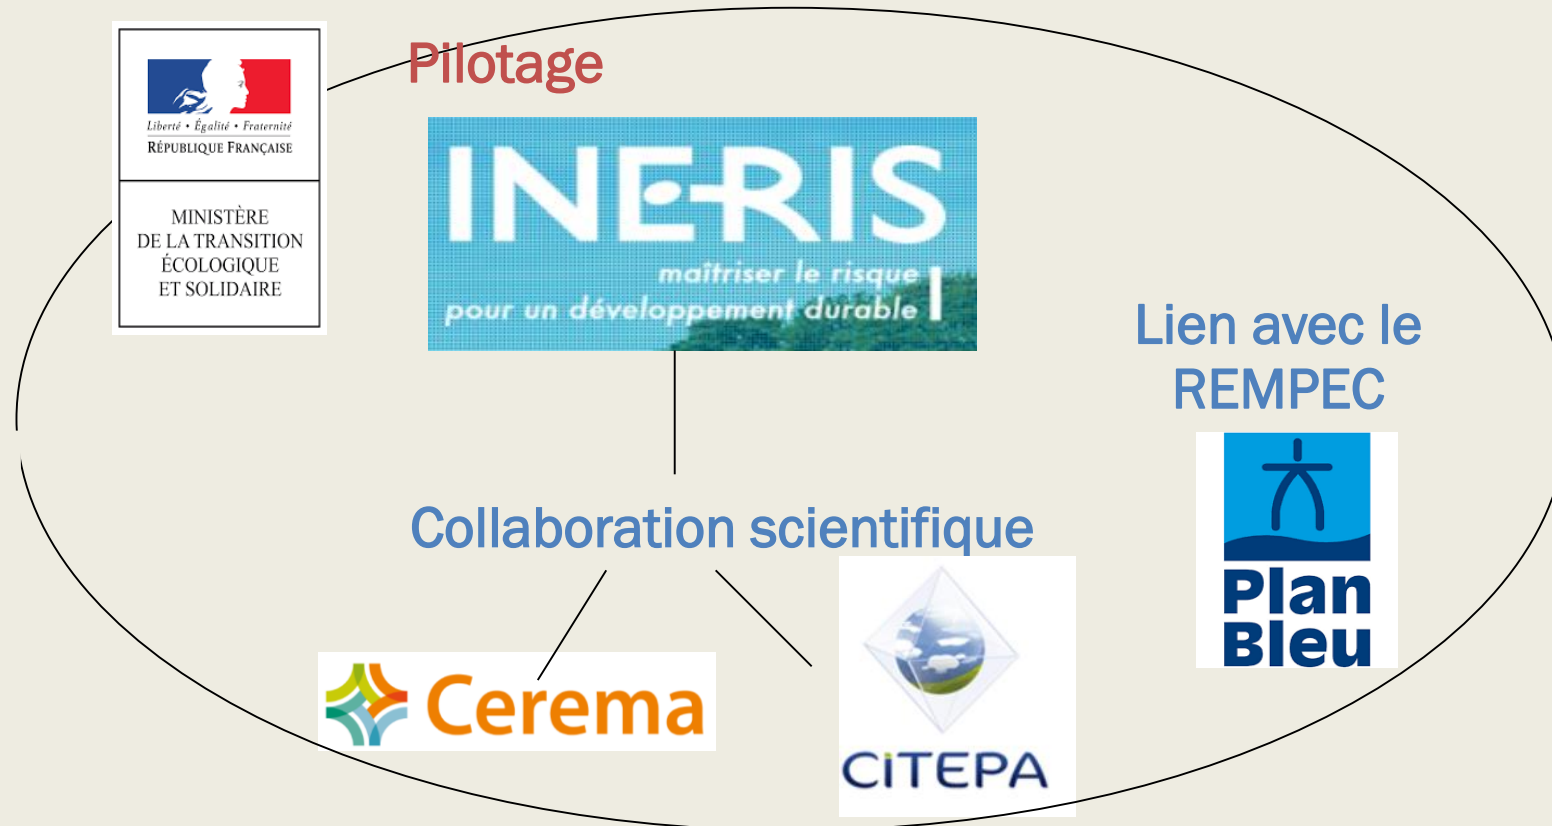 Liberté • Égalité • Fraternité
RÉPUBLIQUE FRANÇAISE
MINISTÈRE
DE LA TRANSITION
ÉCOLOGIQUE
ET SOLIDAIRE
Pilotage
INERIS
maîtriser le risque
pour un développement durable
Lien avec le
REMPEC
Plan
Bleu
Collaboration scientifique
Cerema
CiTEPA